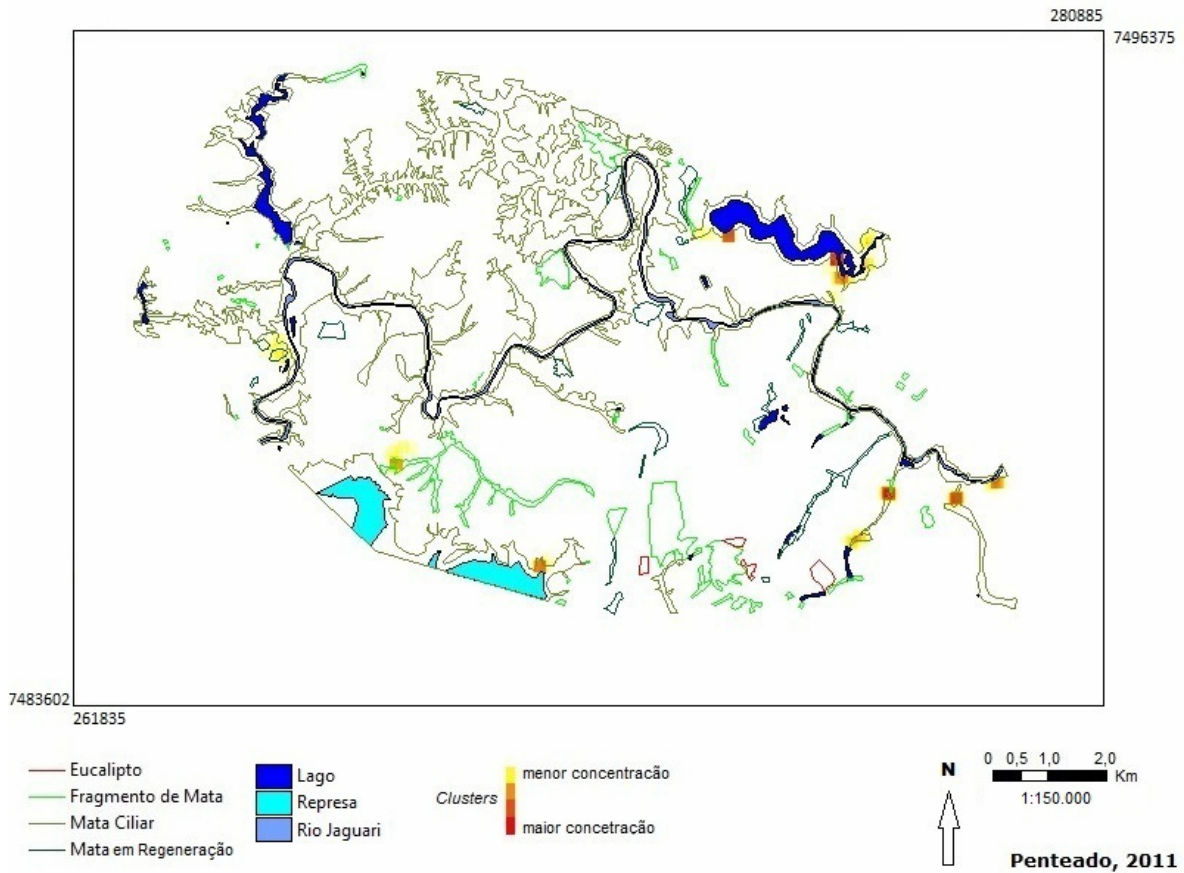 280885
7496375
7483602
261835
Eucalipto
Fragmento de Mata
Mata Ciliar
Mata em Regeneração
Lago
Represa
Rio Jaguari
Clusters
menor concentracão
maior concetração
N
0 0,5 1,0 2,0
Km
1:150.000
Penteado, 2011